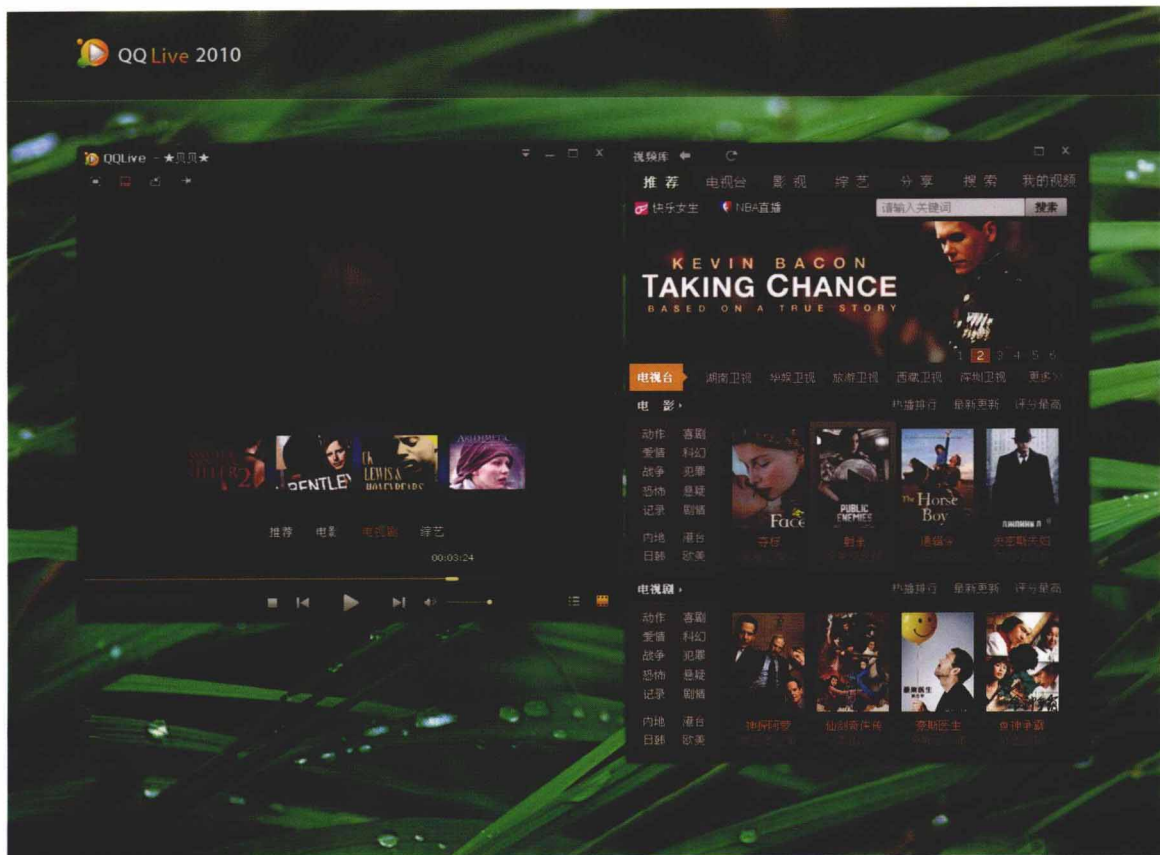 QQ Live 2010
QQLive - ★贝贝★
推荐 电影 电视剧 综艺
00:03:24
视频库
推荐 电视台 影视 综艺 分享 搜索 我的视频
快乐女生 NBA直播 请输入关键词 搜索
KEVIN BACON
TAKING CHANCE
BASED ON A TRUE STORY
1 2 3 4 5 6
电视台 湖南卫视 华娱卫视 旅游卫视 西藏卫视 深圳卫视 更多>>
电影 热播排行 最新更新 评分最高
动作 喜剧
爱情 科幻
战争 犯罪
恐怖 悬疑
记录 剧情
内地 港台
日韩 欧美
Face
PUBLIC ENEMIES
The Horse Boy
电视剧 热播排行 最新更新 评分最高
动作 喜剧
爱情 科幻
战争 犯罪
恐怖 悬疑
记录 剧情
内地 港台
日韩 欧美
豪斯医生